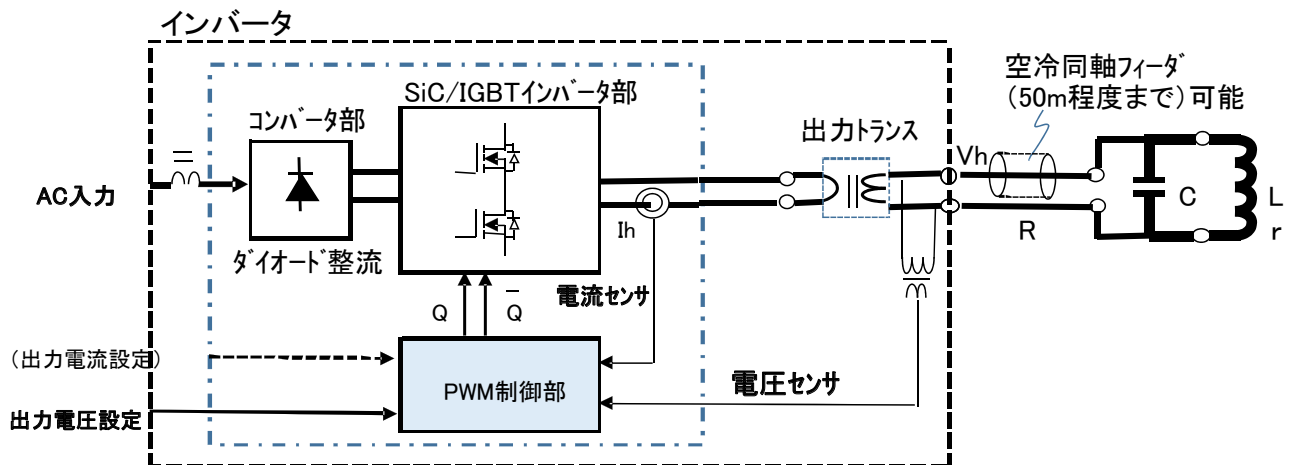 インバータ
空冷同軸フィーダ
（50m程度まで）可能
SiC/IGBTインバータ部
コンバータ部
出力トランス
Vh
AC入力
C
L
Ih
R
r
ダイオード整流
電流センサ
Q
Q̅
（出力電流設定）
PWM制御部
電圧センサ
出力電圧設定